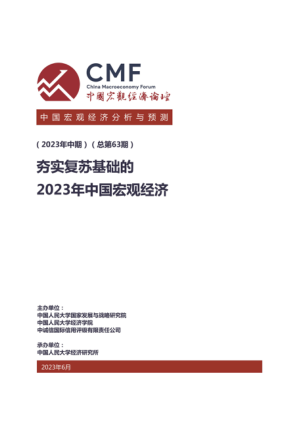 CMF
China Macroeconomy Forum
中国宏观经济论坛
中国宏观经济分析与预测
（2023年中期）（总第63期）
夯实复苏基础的
2023年中国宏观经济
主办单位：
中国人民大学国家发展与战略研究院
中国人民大学经济学院
中诚信国际信用评级有限责任公司
承办单位：
中国人民大学经济研究所
2023年6月